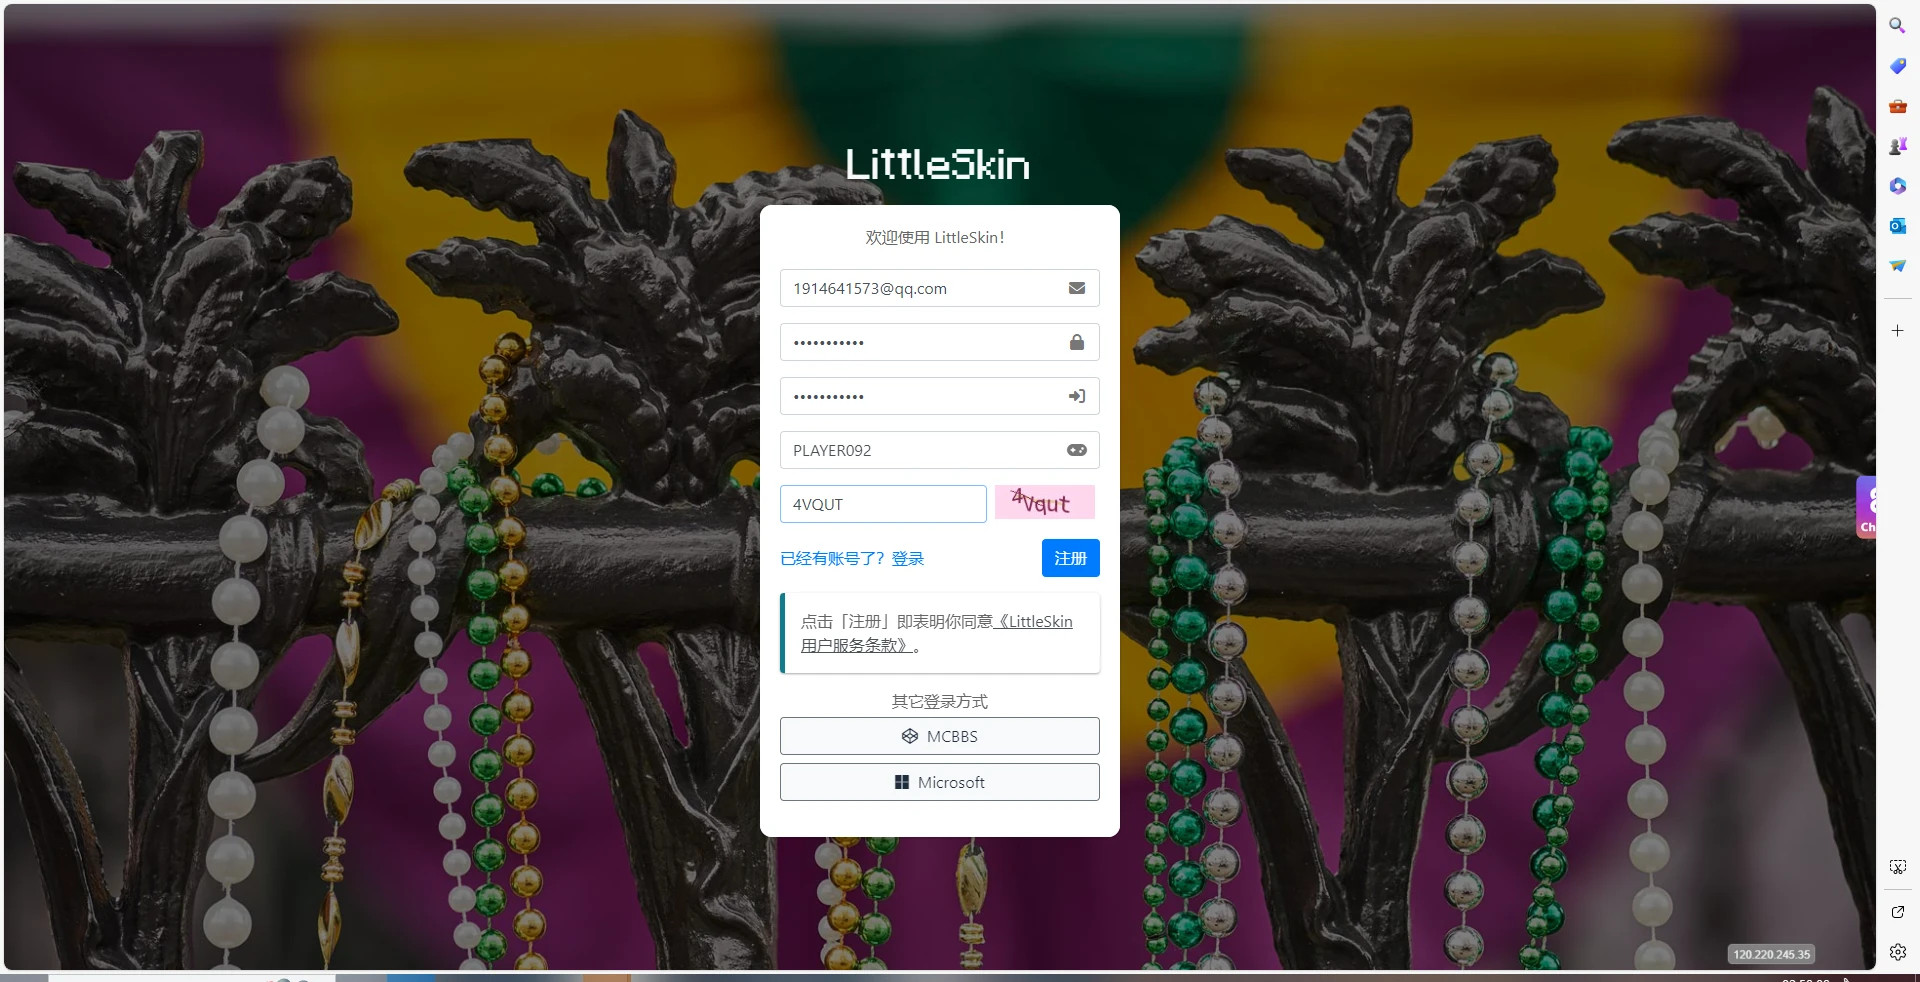 LittleSkin
欢迎使用 LittleSkin！
1914641573@qq.com
•••••••••••
•••••••••••
PLAYER092
4VQUT
4Vqut
已经有账号了？登录
注册
点击「注册」即表明你同意《LittleSkin
用户服务条款》。
其它登录方式
MCBBS
Microsoft
Ch
120.220.245.35